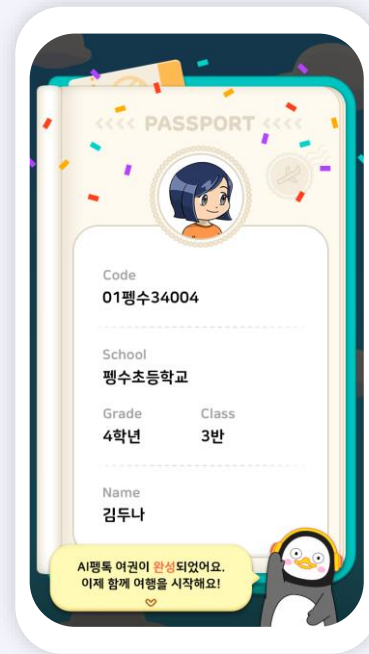 <<<< PASSPORT <<<<
Code
01펭수34004
School
펭수초등학교
Grade Class
4학년 3반
Name
김두나
AI펭톡 여권이 완성되었어요.
이제 함께 여행을 시작해요!